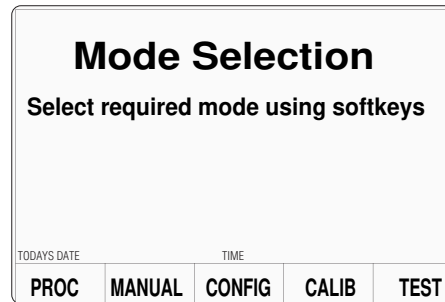 Mode Selection
Select required mode using softkeys
TODAYS DATE TIME
PROC MANUAL CONFIG CALIB TEST